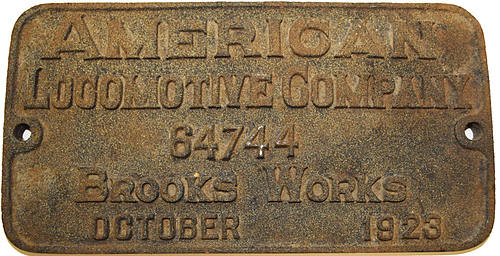 AMERICAN
LOCOMOTIVE COMPANY
64744
BROOKS WORKS
OCTOBER 1923